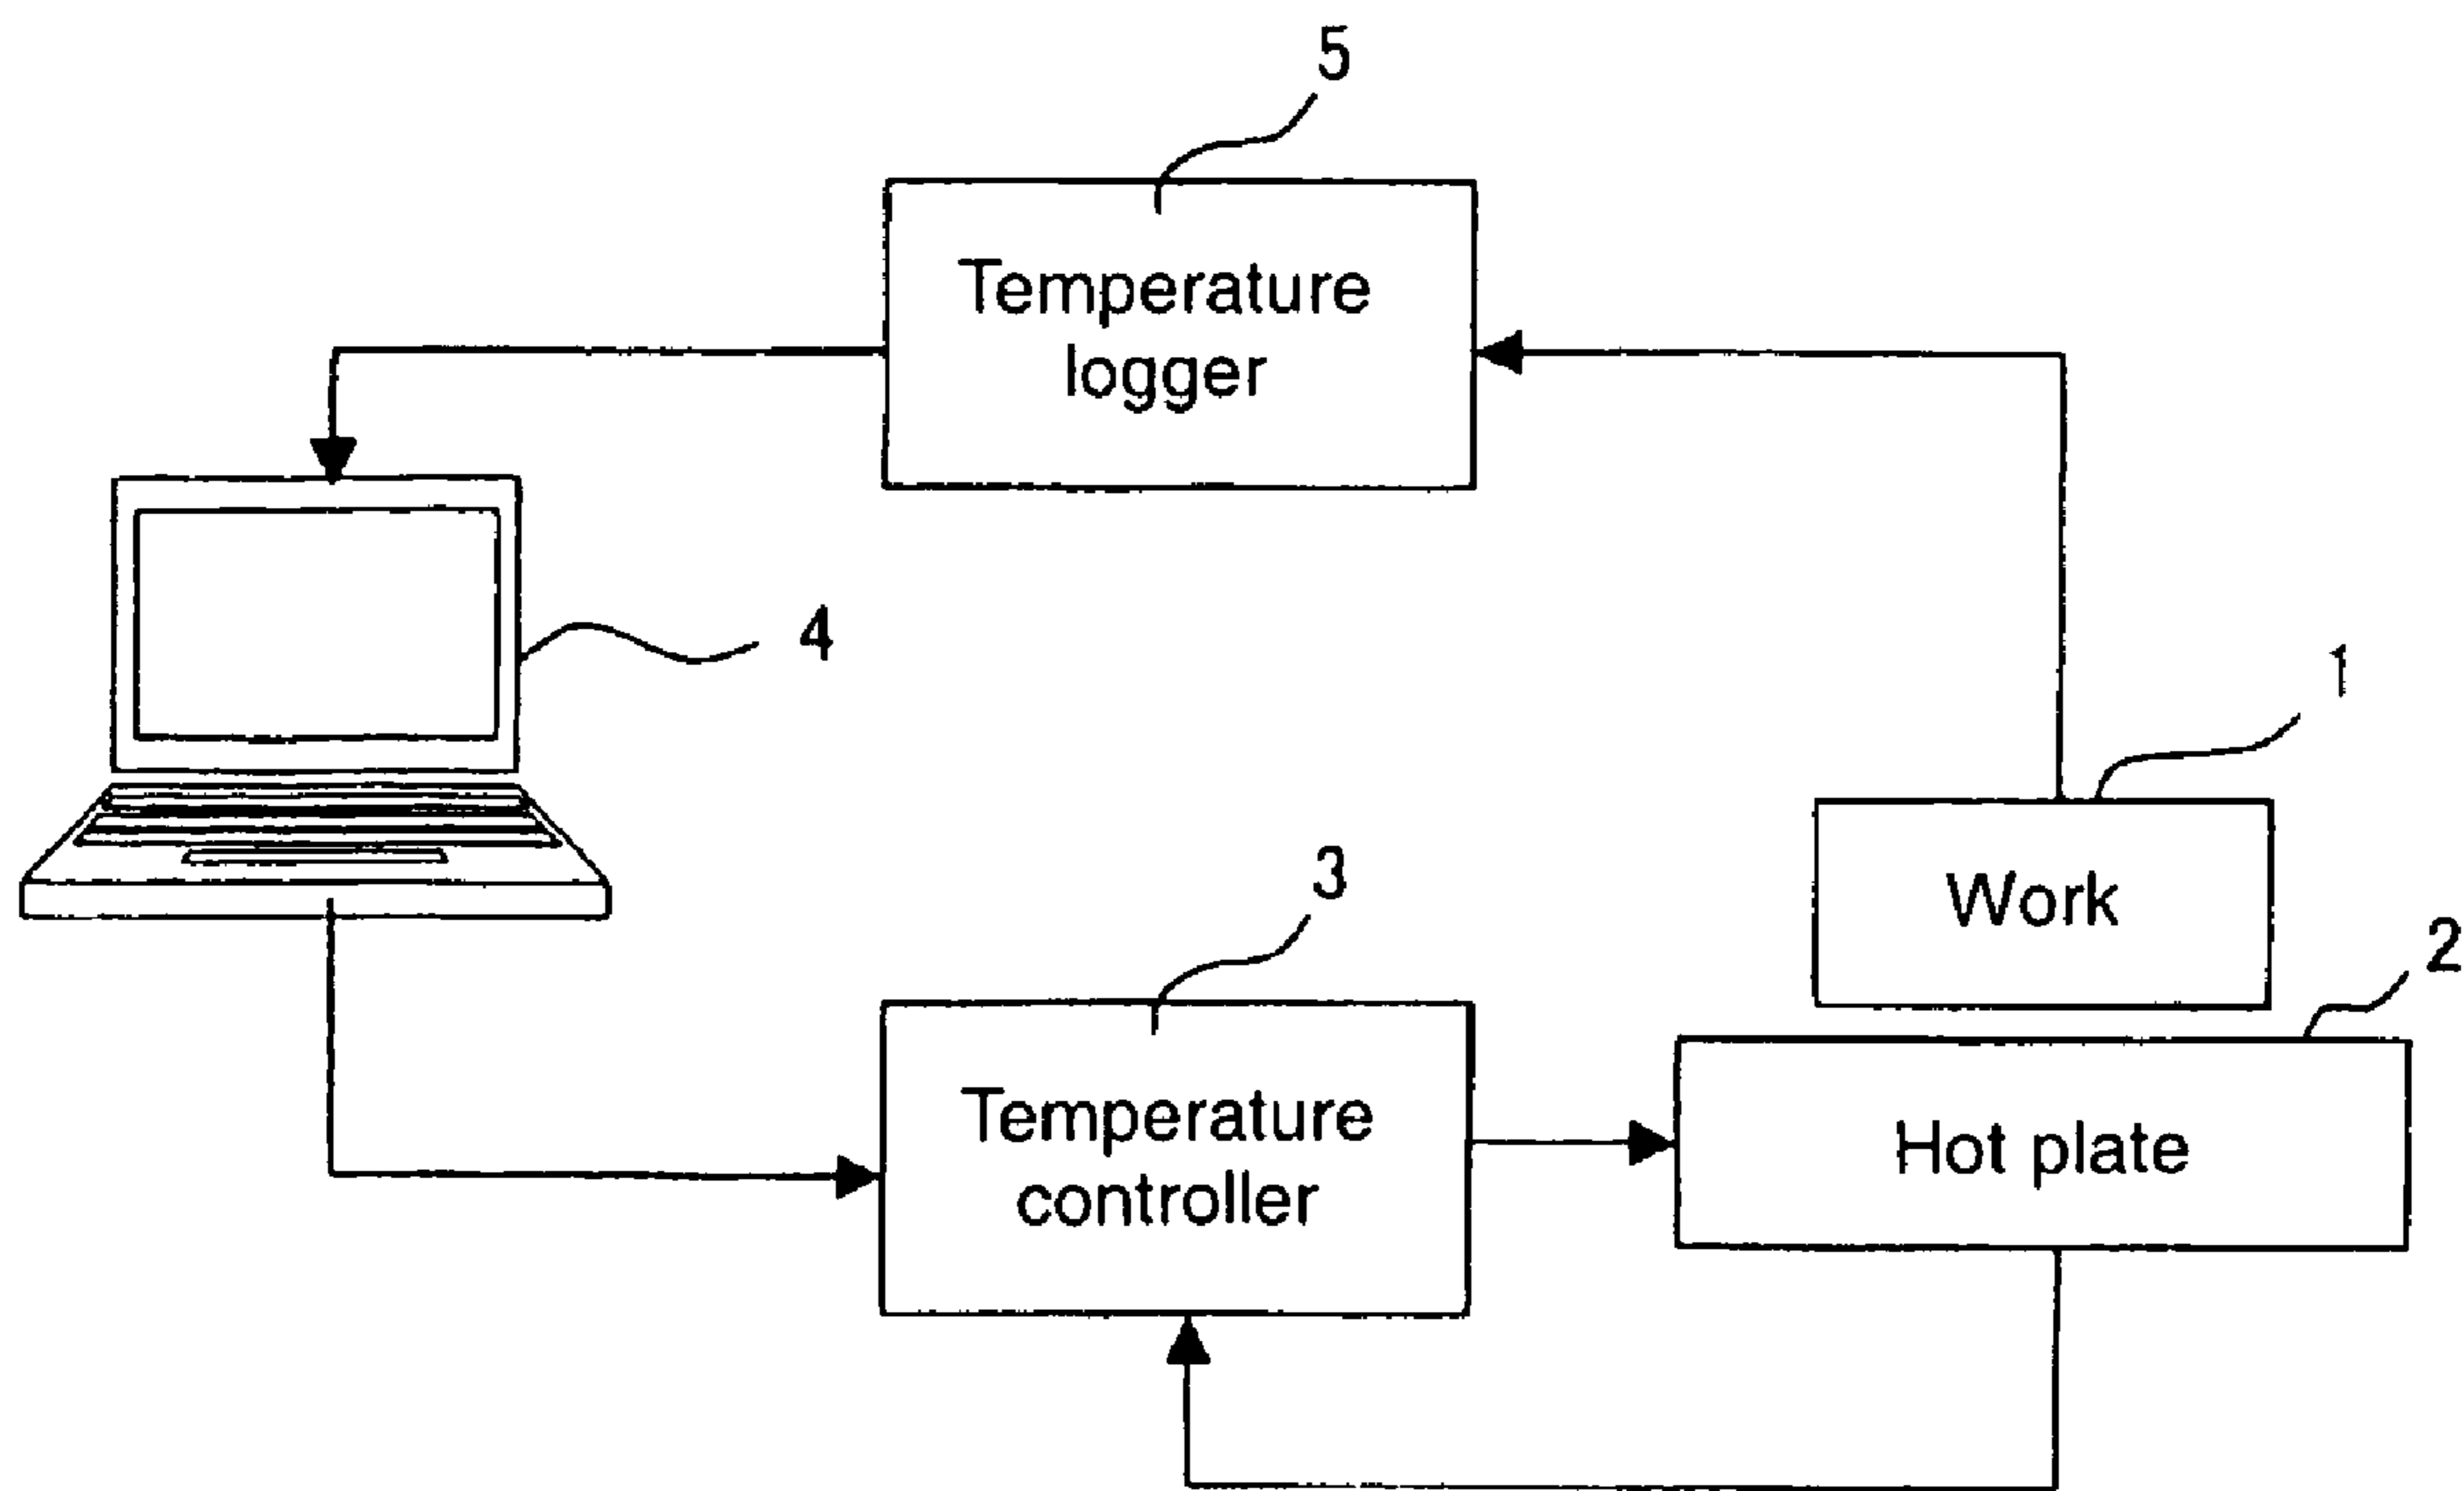 5
Temperature
logger
4
1
Work
3
2
Temperature
controller
Hot plate